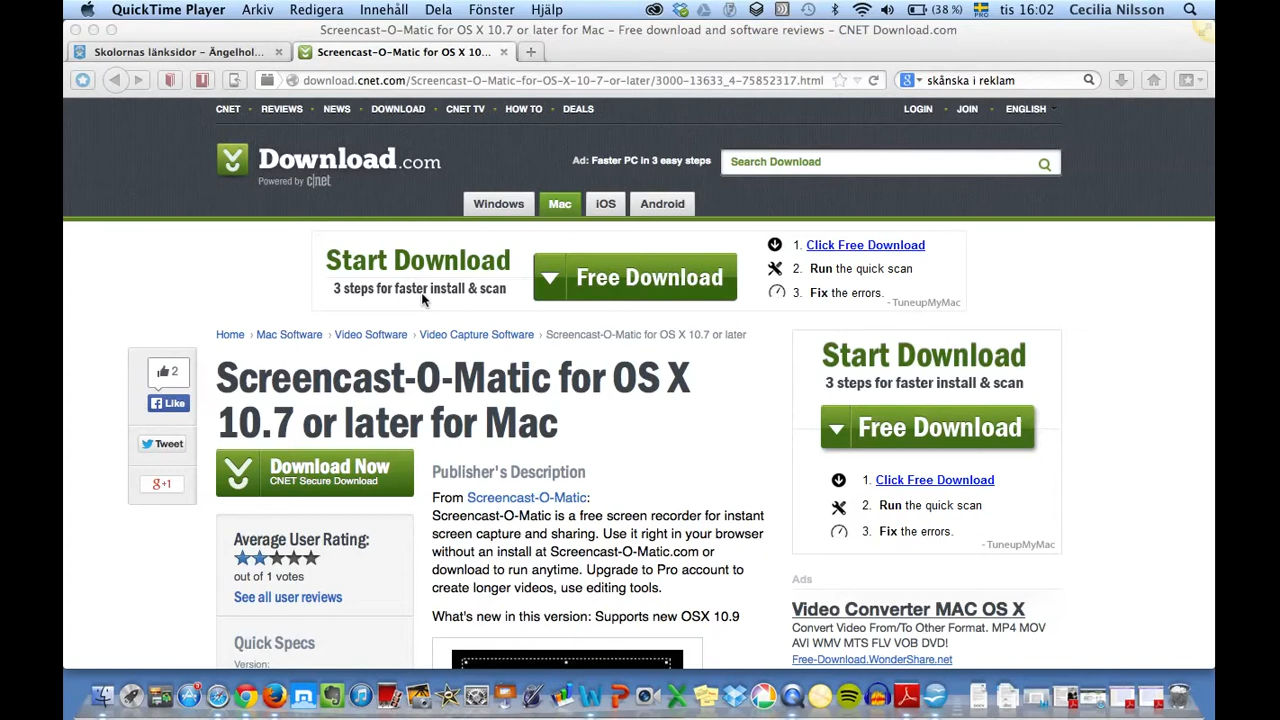 QuickTime Player Arkiv Redigera Innehåll Dela Fönster Hjälp (38 %) tis 16:02 Cecilia Nilsson
Screencast-O-Matic for OS X 10.7 or later for Mac – Free download and software reviews – CNET Download.com
Skolornas länksidor – Ängelhol... Screencast-O-Matic for OS X 10...
download.cnet.com/Screencast-O-Matic-for-OS-X-10-7-or-later/3000-13633_4-75852317.html skånska i reklam
CNET REVIEWS NEWS DOWNLOAD CNET TV HOW TO DEALS LOGIN JOIN ENGLISH
Download.com
Powered by c|net
Ad: Faster PC in 3 easy steps
Search Download
Windows Mac iOS Android
Start Download
3 steps for faster install & scan
Free Download
1. Click Free Download
2. Run the quick scan
3. Fix the errors.
- TuneupMyMac
Home › Mac Software › Video Software › Video Capture Software › Screencast-O-Matic for OS X 10.7 or later
2
Like
Tweet
g+1
Screencast-O-Matic for OS X
10.7 or later for Mac
Download Now
CNET Secure Download
Average User Rating:
out of 1 votes
See all user reviews
Quick Specs
Version:
Publisher's Description
From Screencast-O-Matic:
Screencast-O-Matic is a free screen recorder for instant
screen capture and sharing. Use it right in your browser
without an install at Screencast-O-Matic.com or
download to run anytime. Upgrade to Pro account to
create longer videos, use editing tools.
What's new in this version: Supports new OSX 10.9
Start Download
3 steps for faster install & scan
Free Download
1. Click Free Download
2. Run the quick scan
3. Fix the errors.
- TuneupMyMac
Ads
Video Converter MAC OS X
Convert Video From/To Other Format. MP4 MOV
AVI WMV MTS FLV VOB DVD!
Free-Download.WonderShare.net